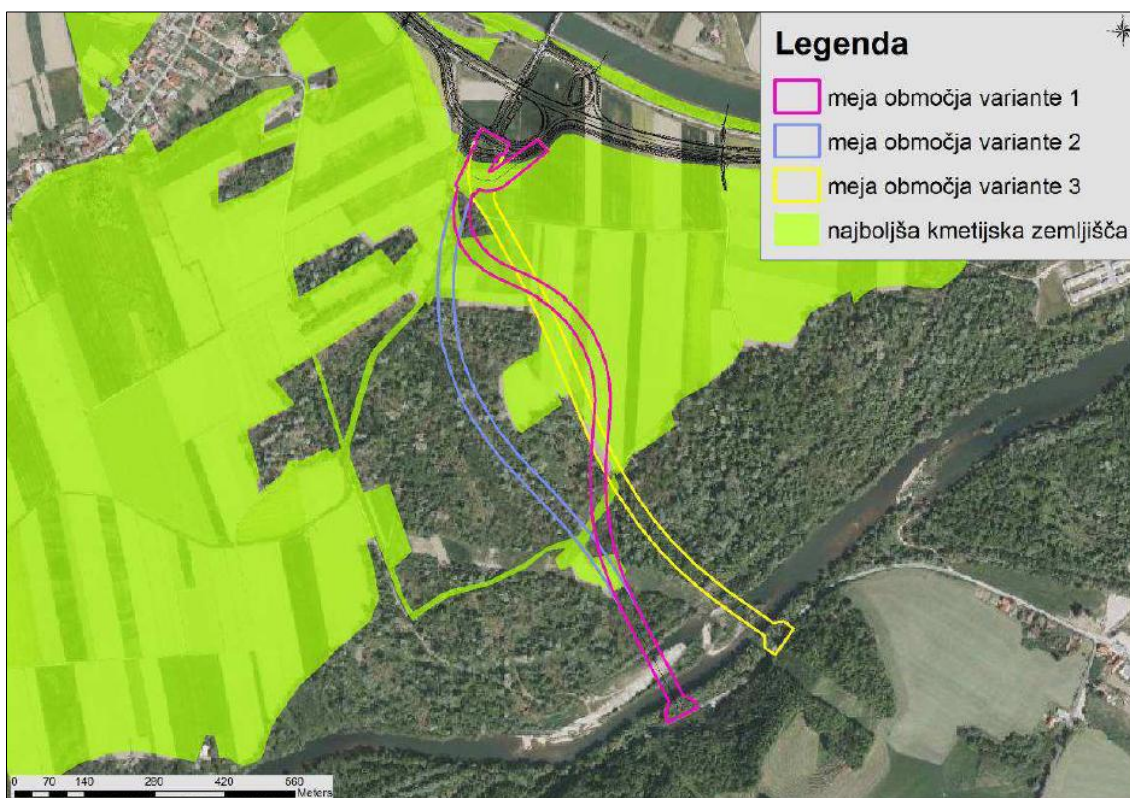 Legenda
meja območja variante 1
meja območja variante 2
meja območja variante 3
najboljša kmetijska zemljišča
0 70 140 280 420 560
Meters